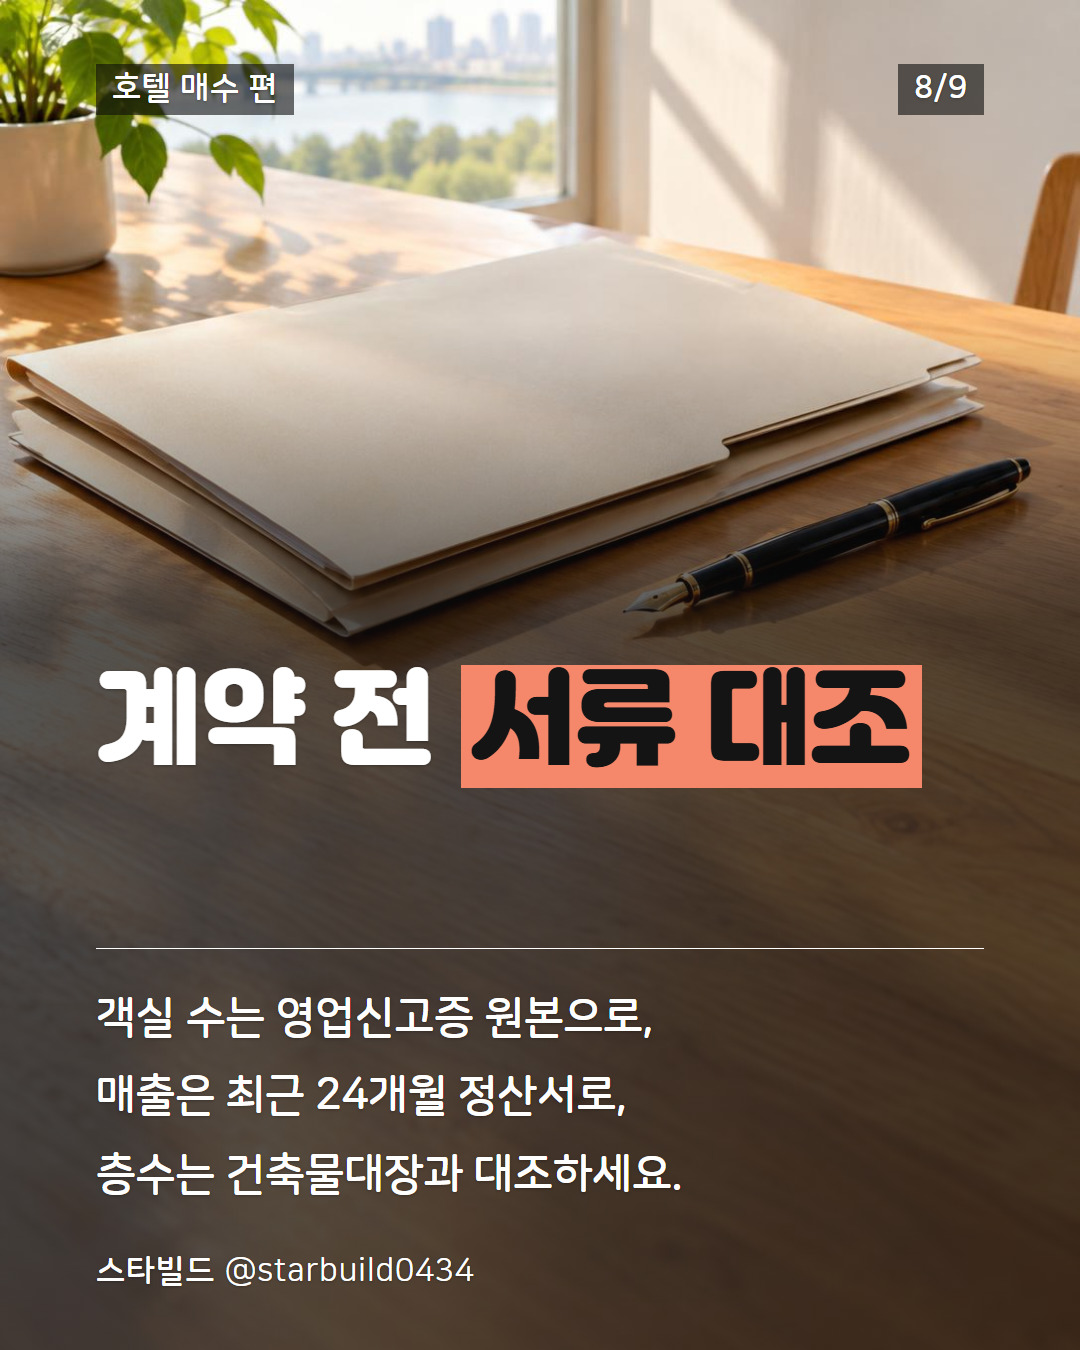 호텔 매수 편
8/9
계약 전 서류 대조
객실 수는 영업신고증 원본으로,
매출은 최근 24개월 정산서로,
층수는 건축물대장과 대조하세요.
스타빌드 @starbuild0434